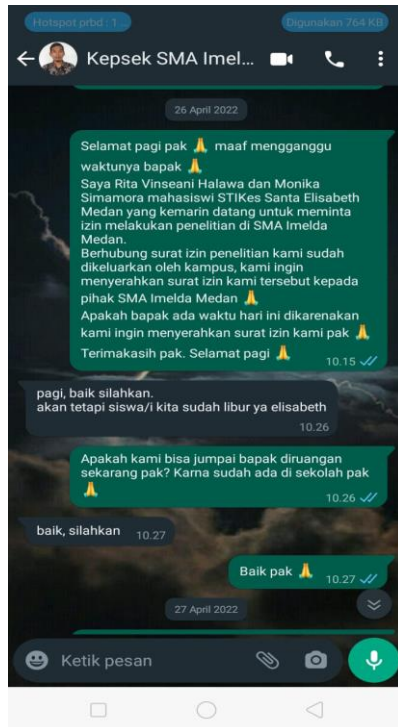 Hotspot prbd : 1 ...
Digunakan 764 KB
Kepsek SMA Imel...
26 April 2022
Selamat pagi pak 🙏 maaf mengganggu
waktunya bapak 🙏
Saya Rita Vinseani Halawa dan Monika
Simamora mahasiswi STIKes Santa Elisabeth
Medan yang kemarin datang untuk meminta
izin melakukan penelitian di SMA Imelda
Medan.
Berhubung surat izin penelitian kami sudah
dikeluarkan oleh kampus, kami ingin
menyerahkan surat izin kami tersebut kepada
pihak SMA Imelda Medan 🙏
Apakah bapak ada waktu hari ini dikarenakan
kami ingin menyerahkan surat izin kami pak 🙏
Terimakasih pak. Selamat pagi 🙏
10.15
pagi, baik silahkan.
akan tetapi siswa/i kita sudah libur ya elisabeth
10.26
Apakah kami bisa jumpai bapak diruangan
sekarang pak? Karna sudah ada di sekolah pak
🙏
10.26
baik, silahkan 10.27
Baik pak 🙏 10.27
27 April 2022
Ketik pesan